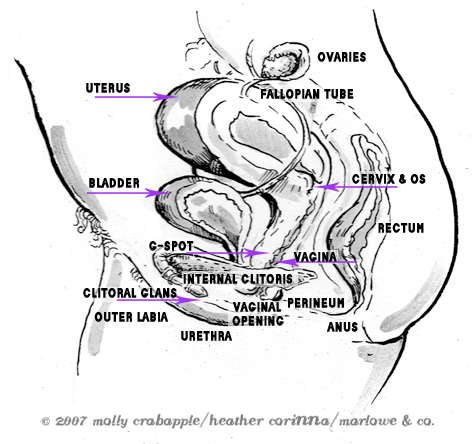 OVARIES
UTERUS
FALLOPIAN TUBE
BLADDER
CERVIX & OS
RECTUM
G-SPOT
VAGINA
INTERNAL CLITORIS
CLITORAL GLANS
VAGINAL
OPENING
PERINEUM
OUTER LABIA
ANUS
URETHRA
© 2007 molly crabapple/heather corinna/marlowe & co.